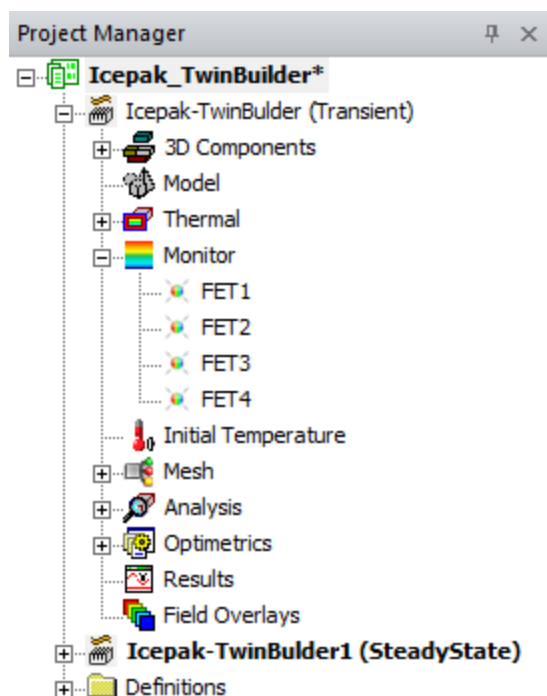 Project Manager
Icepak_TwinBuilder*
Icepak-TwinBulder (Transient)
3D Components
Model
Thermal
Monitor
FET1
FET2
FET3
FET4
Initial Temperature
Mesh
Analysis
Optimetrics
Results
Field Overlays
Icepak-TwinBulder1 (SteadyState)
Definitions